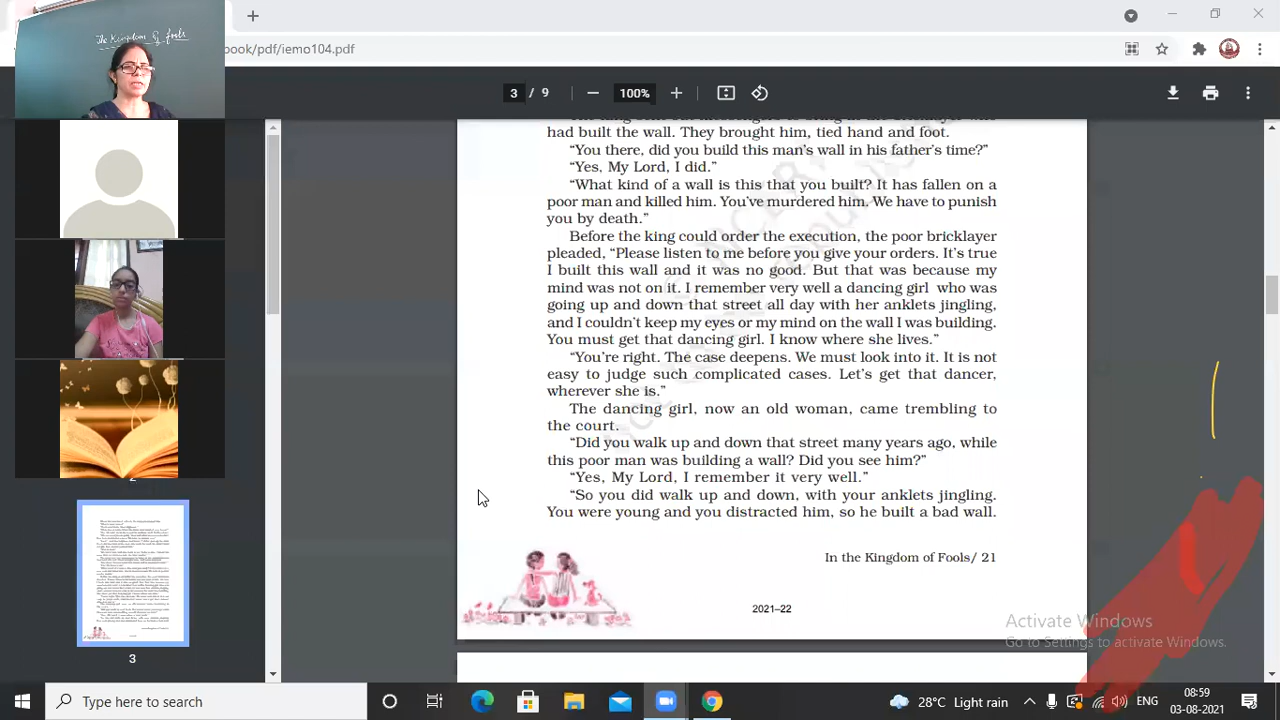 The Kingdom of fools
book/pdf/iemo104.pdf
3 / 9
100%
had built the wall. They brought him, tied hand and foot.
“You there, did you build this man’s wall in his father’s time?”
“Yes, My Lord, I did.”
“What kind of a wall is this that you built? It has fallen on a
poor man and killed him. You’ve murdered him. We have to punish
you by death.”
Before the king could order the execution, the poor bricklayer
pleaded, “Please listen to me before you give your orders. It’s true
I built this wall and it was no good. But that was because my
mind was not on it. I remember very well a dancing girl who was
going up and down that street all day with her anklets jingling,
and I couldn’t keep my eyes or my mind on the wall I was building.
You must get that dancing girl. I know where she lives.”
“You’re right. The case deepens. We must look into it. It is not
easy to judge such complicated cases. Let’s get that dancer,
wherever she is.”
The dancing girl, now an old woman, came trembling to
the court.
“Did you walk up and down that street many years ago, while
this poor man was building a wall? Did you see him?”
“Yes, My Lord, I remember it very well.”
“So you did walk up and down, with your anklets jingling.
You were young and you distracted him, so he built a bad wall.
In the Kingdom of Fools/ 21
2021–22
3
Activate Windows
Go to Settings to activate Windows.
Type here to search
28°C Light rain
ENG
08:59
03-08-2021